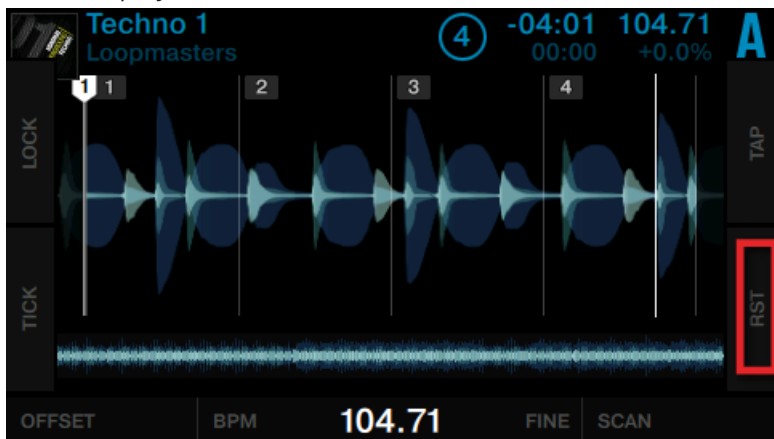 Techno 1
Loopmasters
4
-04:01 104.71
00:00 +0.0%
A
1 1 2 3 4
LOCK
TAP
TICK
RST
OFFSET BPM 104.71 FINE SCAN